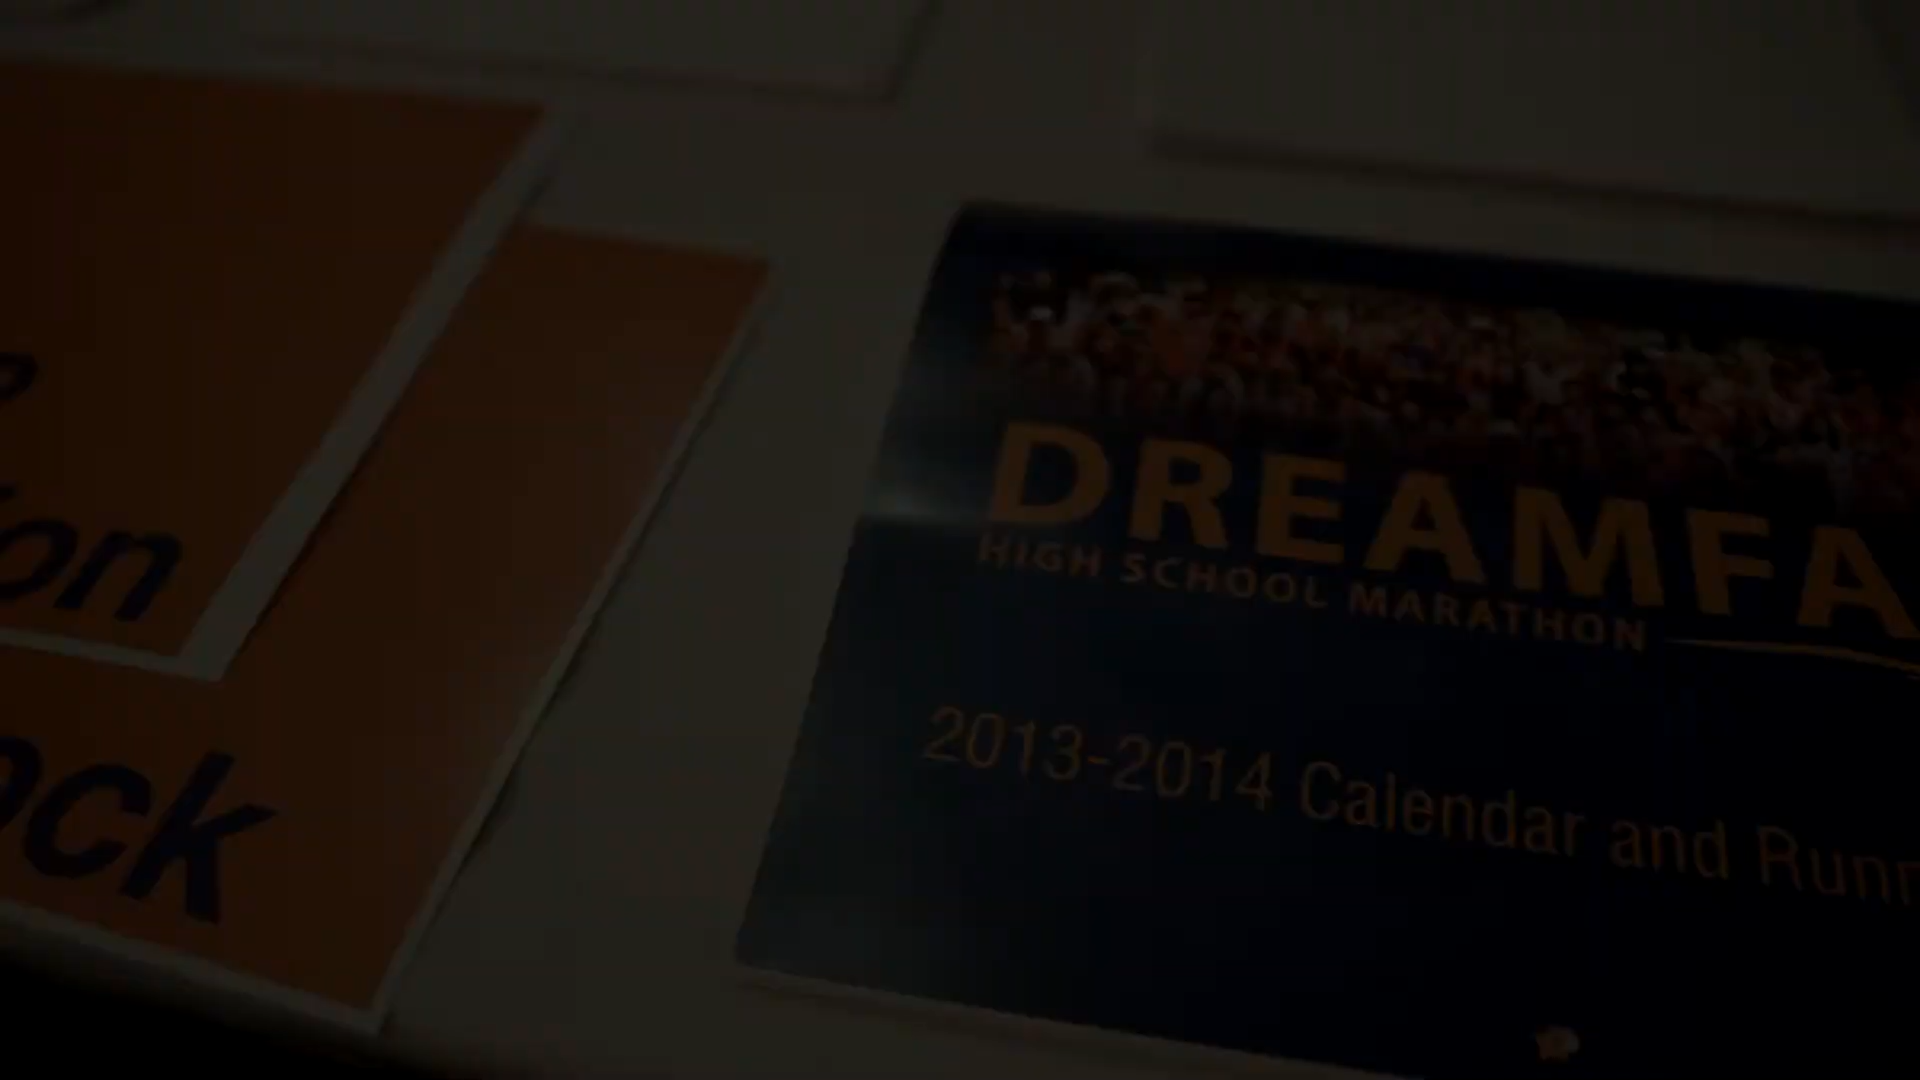 on
ock
DREAMFA
HIGH SCHOOL MARATHON
2013-2014 Calendar and Runn